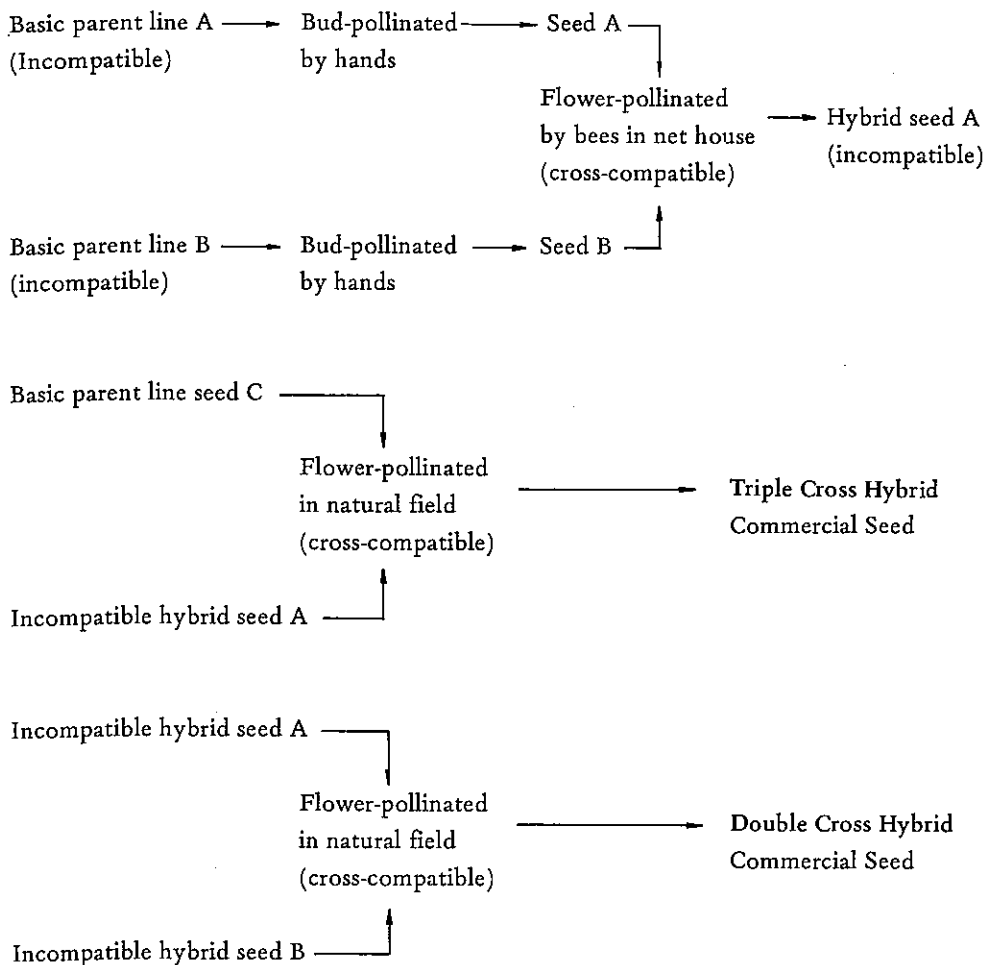 Basic parent line A
(Incompatible)
Bud-pollinated
by hands
Seed A
Flower-pollinated
by bees in net house
(cross-compatible)
Hybrid seed A
(incompatible)
Basic parent line B
(incompatible)
Bud-pollinated
by hands
Seed B
Basic parent line seed C
Flower-pollinated
in natural field
(cross-compatible)
Triple Cross Hybrid
Commercial Seed
Incompatible hybrid seed A
Incompatible hybrid seed A
Flower-pollinated
in natural field
(cross-compatible)
Double Cross Hybrid
Commercial Seed
Incompatible hybrid seed B